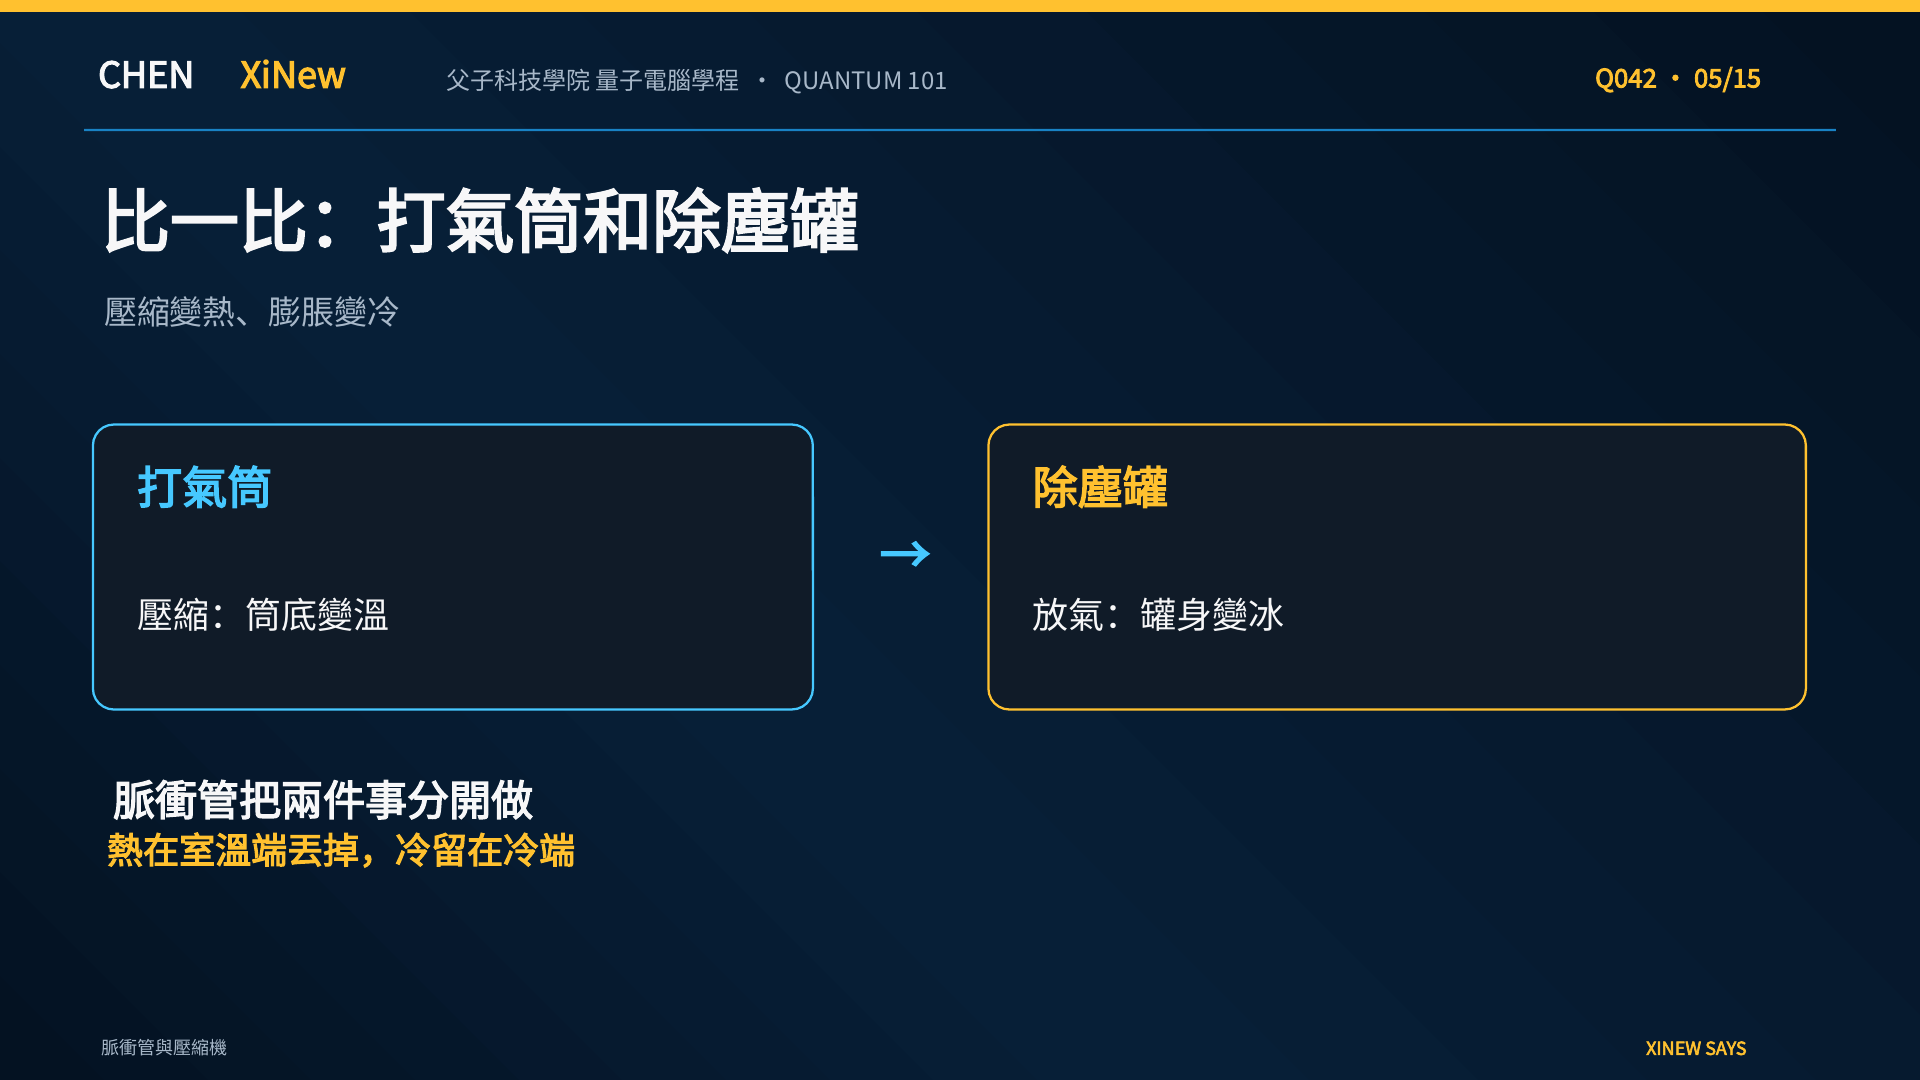 CHEN XiNew 父子科技學院 量子電腦學程 · QUANTUM 101 Q042 · 05/15
比一比：打氣筒和除塵罐
壓縮變熱、膨脹變冷
打氣筒
壓縮：筒底變溫
→
除塵罐
放氣：罐身變冰
脈衝管把兩件事分開做
熱在室溫端丟掉，冷留在冷端
脈衝管與壓縮機 XINEW SAYS